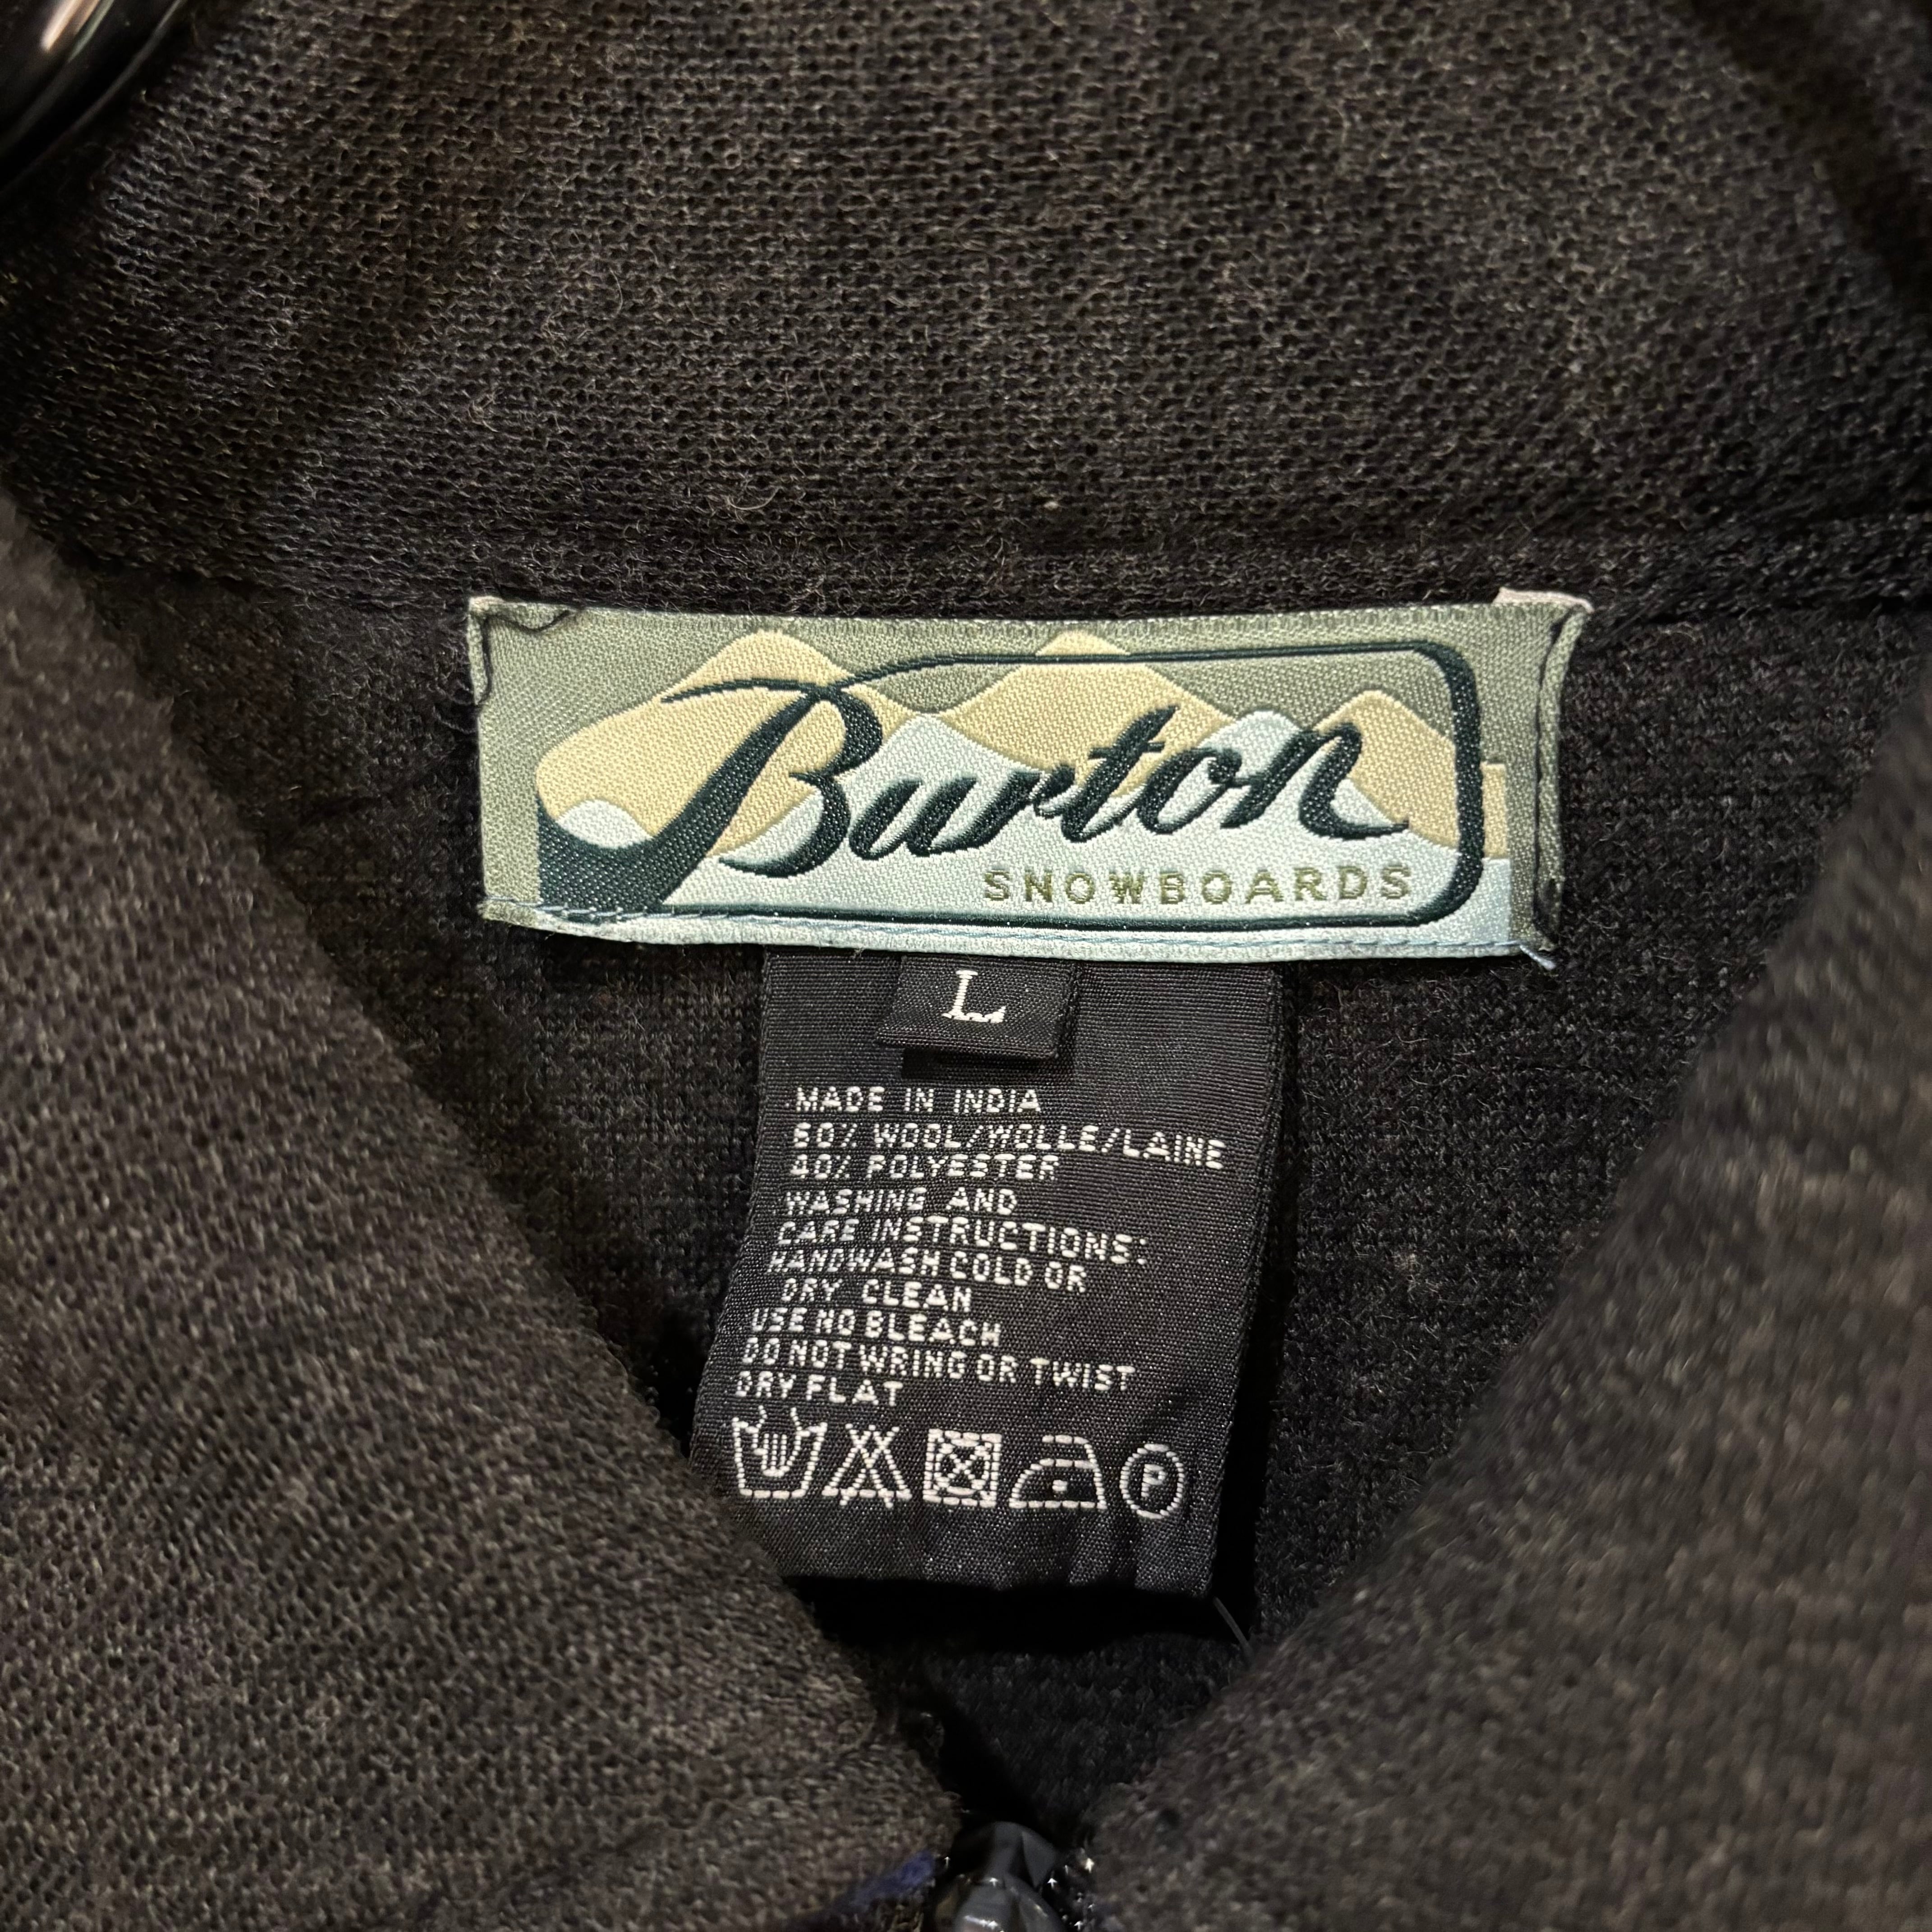 Burton
SNOWBOARDS
L
MADE IN INDIA
60% WOOL/WOLLE/LAINE
40% POLYESTER
WASHING AND
CARE INSTRUCTIONS:
HANDWASH COLD OR
DRY CLEAN
USE NO BLEACH
DO NOT WRING OR TWIST
DRY FLAT
P